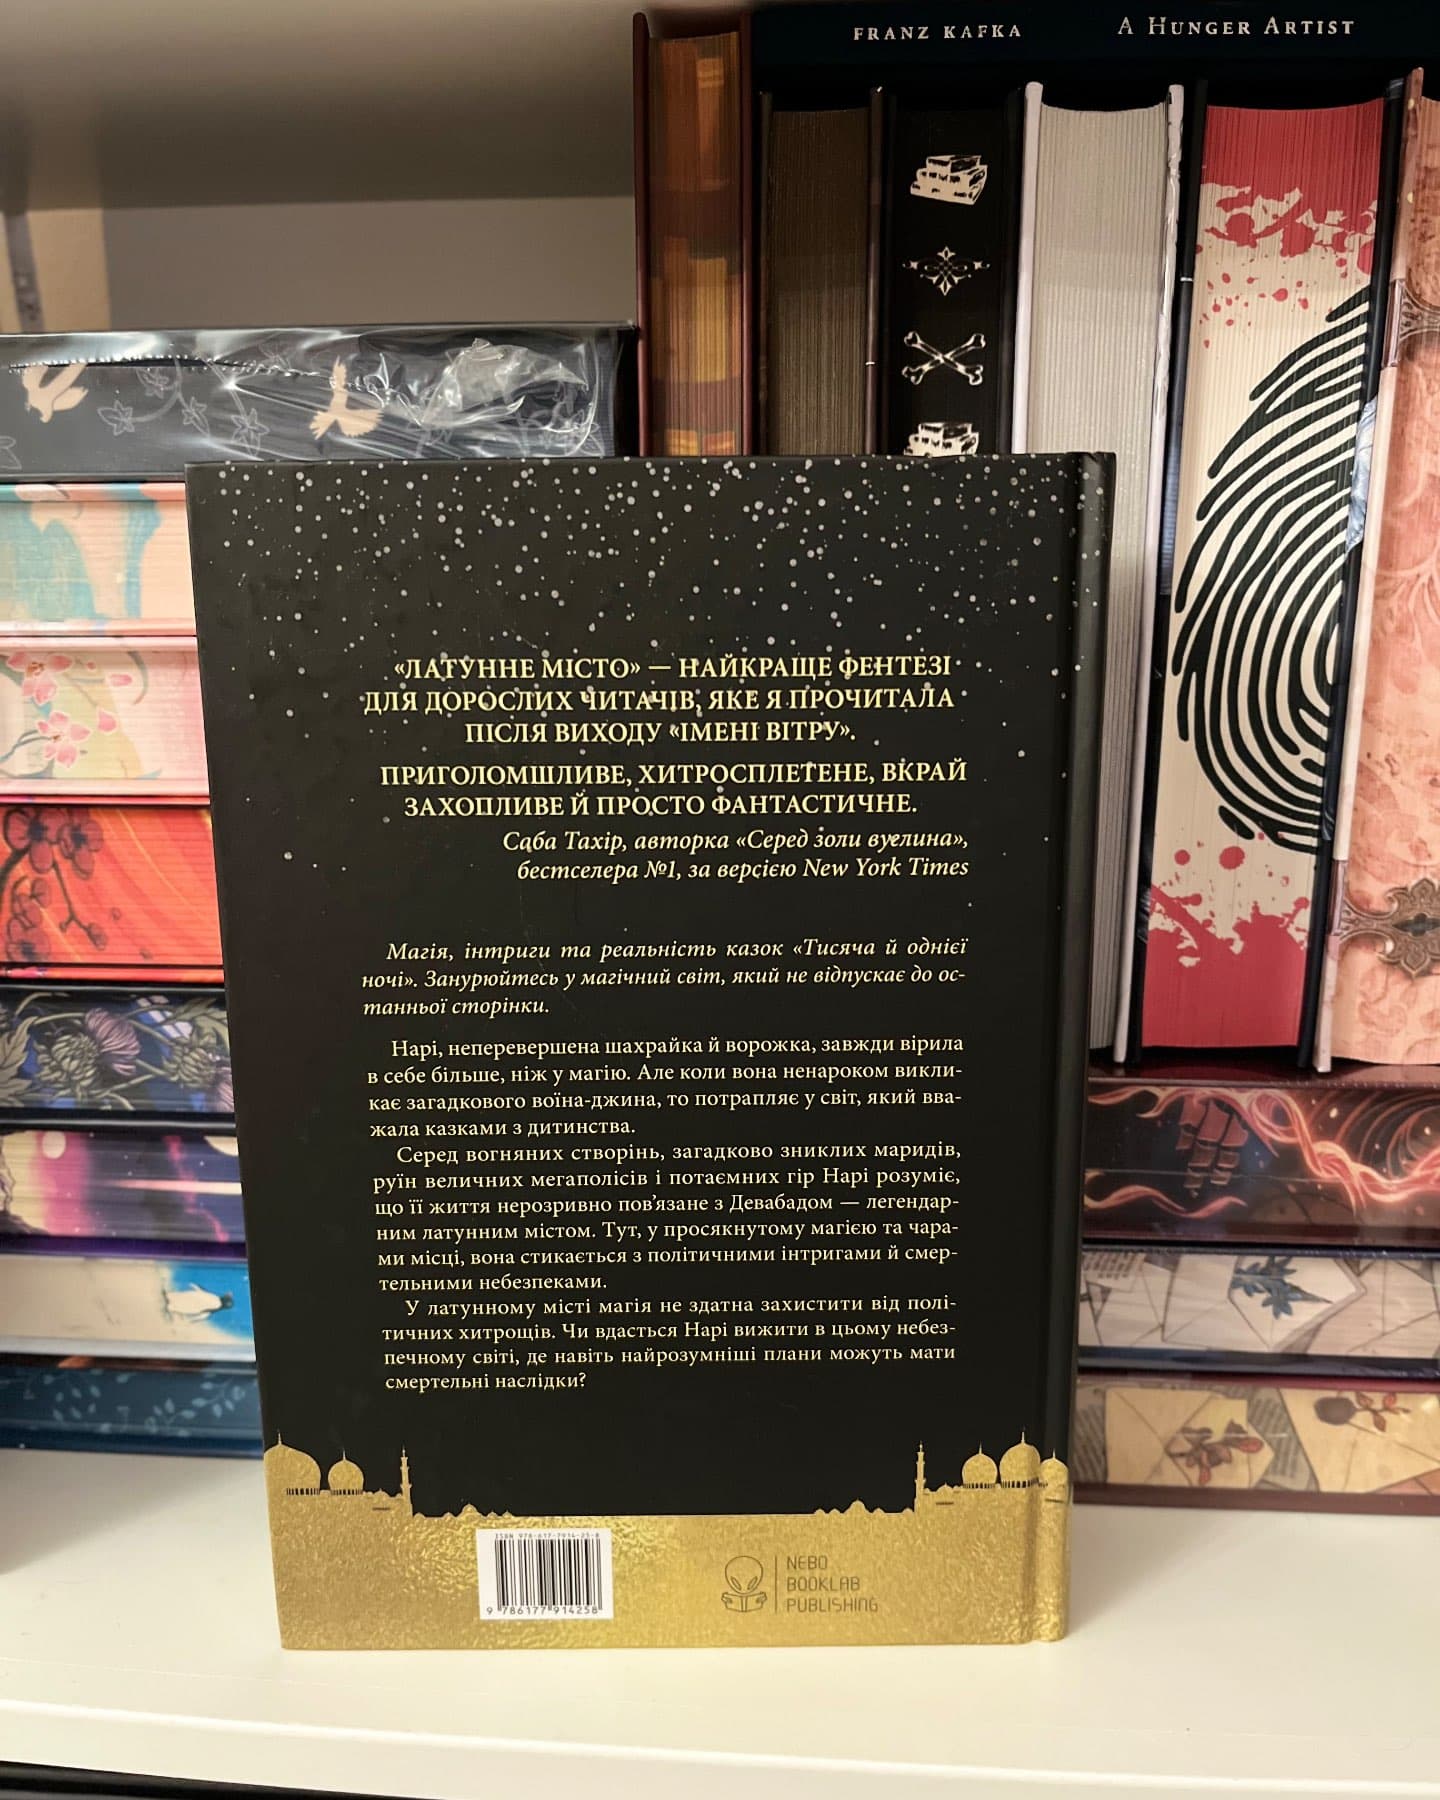 FRANZ KAFKA A HUNGER ARTIST
«ЛАТУННЕ МІСТО» — НАЙКРАЩЕ ФЕНТЕЗІ
ДЛЯ ДОРОСЛИХ ЧИТАЧІВ, ЯКЕ Я ПРОЧИТАЛА
ПІСЛЯ ВИХОДУ «ІМЕНІ ВІТРУ».
ПРИГОЛОМШЛИВЕ, ХИТРОСПЛЕТЕНЕ, ВКРАЙ
ЗАХОПЛИВЕ Й ПРОСТО ФАНТАСТИЧНЕ.
Саба Тахір, авторка «Серед золи вуглина»,
бестселера №1, за версією New York Times
Магія, інтриги та реальність казок «Тисяча й однієї
ночі». Занурюйтесь у магічний світ, який не відпускає до ос-
танньої сторінки.
Нарі, неперевершена шахрайка й ворожка, завжди вірила
в себе більше, ніж у магію. Але коли вона ненароком викли-
кає загадкового воїна-джина, то потрапляє у світ, який вва-
жала казками з дитинства.
Серед вогняних створінь, загадково зниклих маридів,
руїн величних мегаполісів і потаємних гір Нарі розуміє,
що її життя нерозривно пов’язане з Девабадом — легендар-
ним латунним містом. Тут, у просякнутому магією та чара-
ми місці, вона стикається з політичними інтригами й смер-
тельними небезпеками.
У латунному місті магія не здатна захистити від полі-
тичних хитрощів. Чи вдасться Нарі вижити в цьому небез-
печному світі, де навіть найрозумніші плани можуть мати
смертельні наслідки?
ISBN 978-617-7914-25-8
9 786177 914258
NEBO
BOOKLAB
PUBLISHING